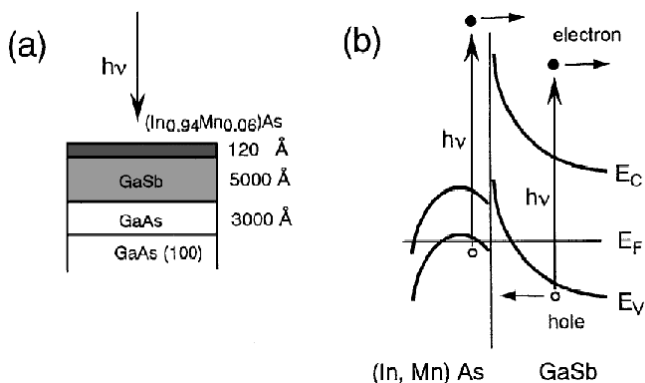 (a)
hν
(In0.94Mn0.06)As
120 Å
GaSb
5000 Å
GaAs
3000 Å
GaAs (100)
(b)
electron
hν
hν
EC
EF
EV
hole
(In, Mn) As
GaSb